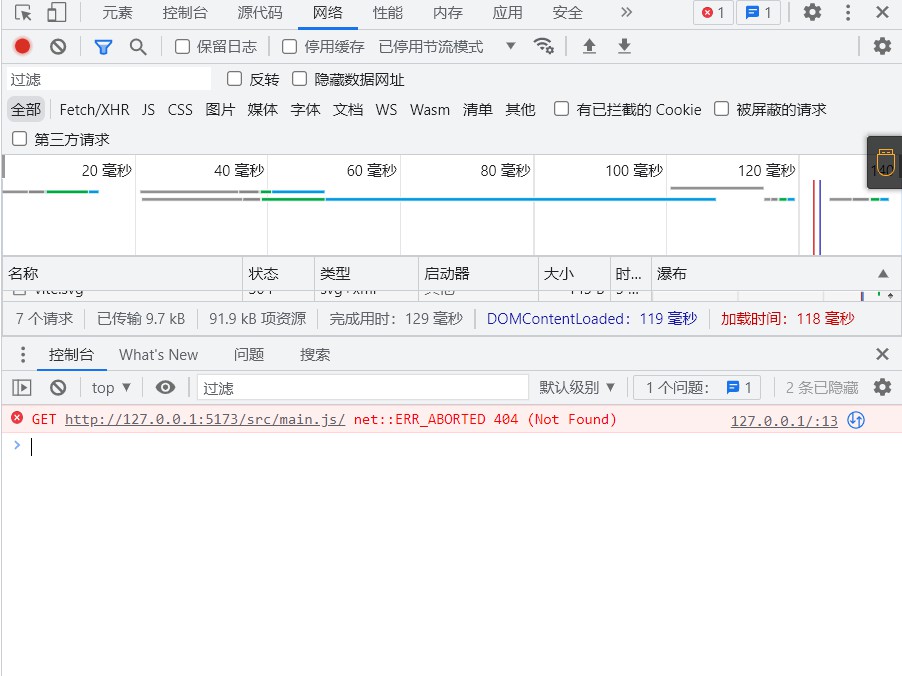 元素 控制台 源代码 网络 性能 内存 应用 安全 » 1 1
保留日志 停用缓存 已停用节流模式
过滤 反转 隐藏数据网址
全部 Fetch/XHR JS CSS 图片 媒体 字体 文档 WS Wasm 清单 其他 有已拦截的 Cookie 被屏蔽的请求
第三方请求
20 毫秒 40 毫秒 60 毫秒 80 毫秒 100 毫秒 120 毫秒 140
名称 状态 类型 启动器 大小 时... 瀑布
vite.svg 304 svg+xml 其他
7 个请求 已传输 9.7 kB 91.9 kB 项资源 完成用时：129 毫秒 DOMContentLoaded：119 毫秒 加载时间：118 毫秒
控制台 What's New 问题 搜索
top 过滤 默认级别 1 个问题： 1 2 条已隐藏
GET http://127.0.0.1:5173/src/main.js/ net::ERR_ABORTED 404 (Not Found) 127.0.0.1/:13